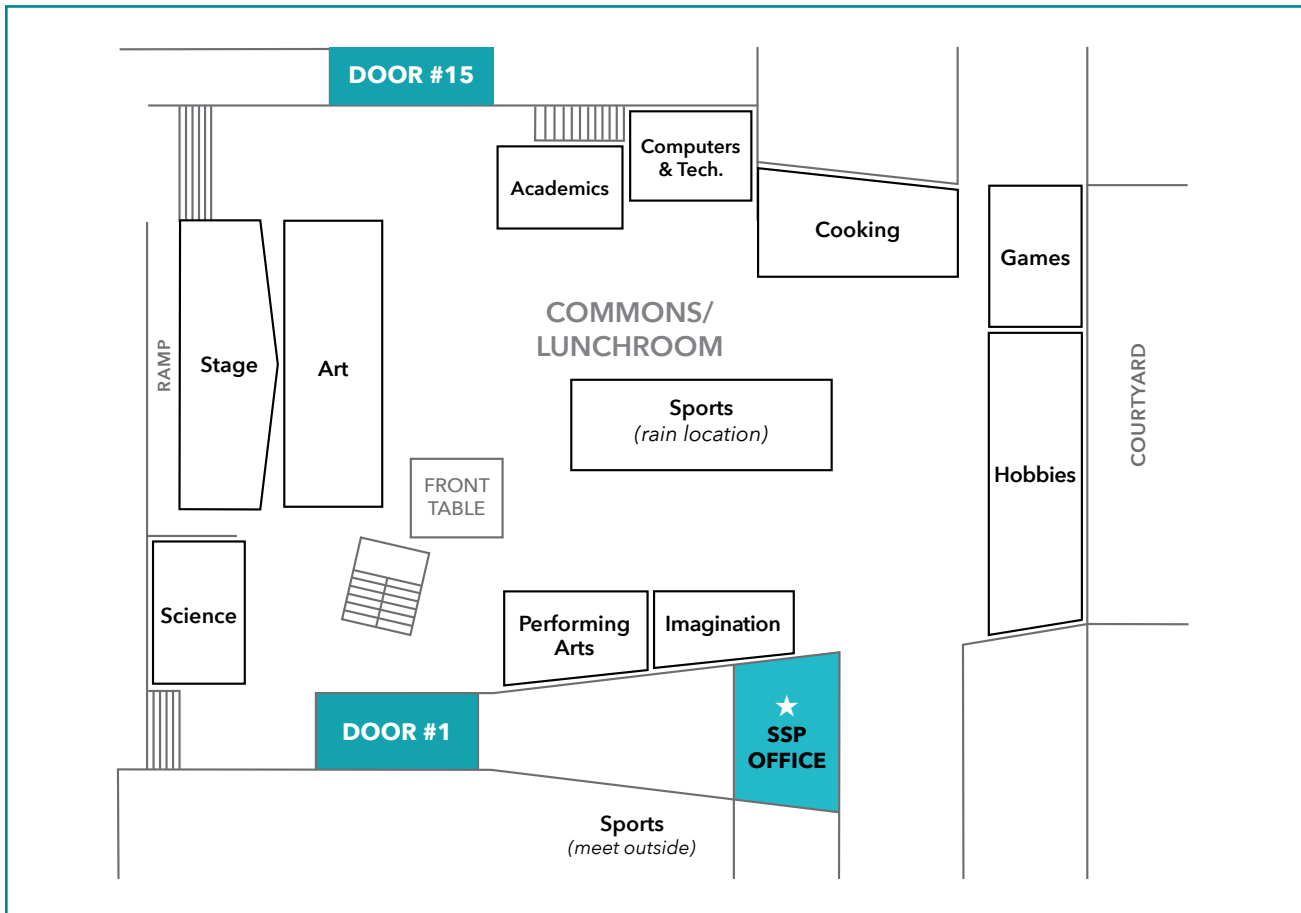 DOOR #15
Computers
& Tech.
Academics
Cooking
Games
COMMONS/
LUNCHROOM
RAMP
Stage
Art
Sports
(rain location)
COURTYARD
Hobbies
FRONT
TABLE
Science
Performing
Arts
Imagination
DOOR #1
SSP
OFFICE
Sports
(meet outside)